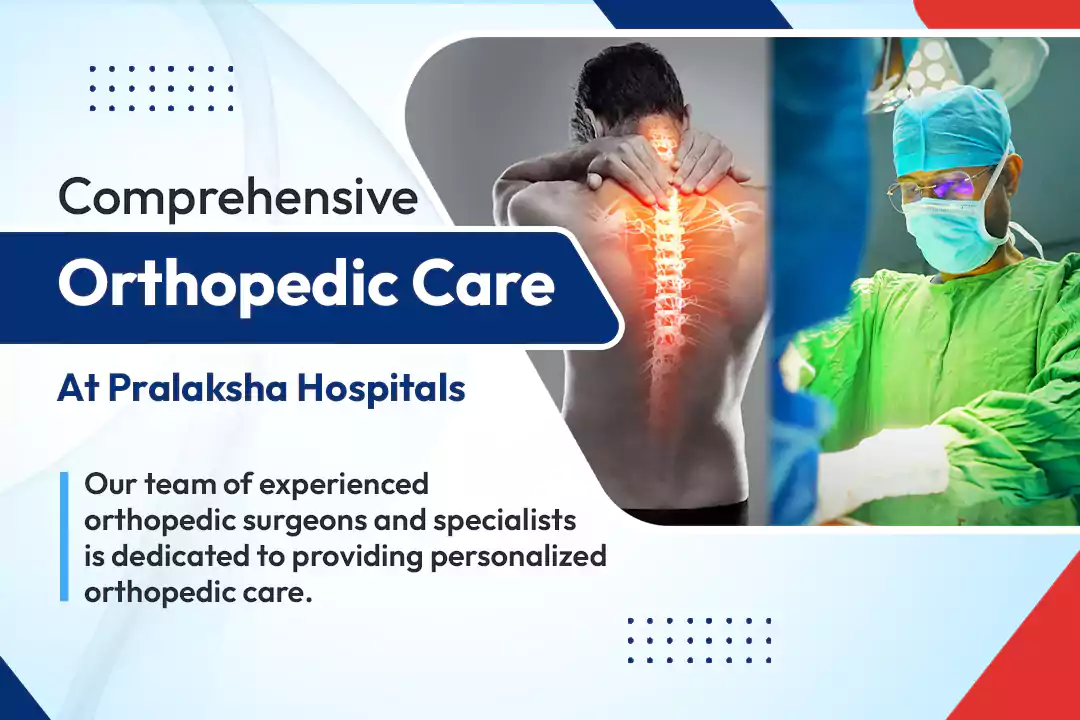 Comprehensive
Orthopedic Care
At Pralaksha Hospitals
Our team of experienced
orthopedic surgeons and specialists
is dedicated to providing personalized
orthopedic care.